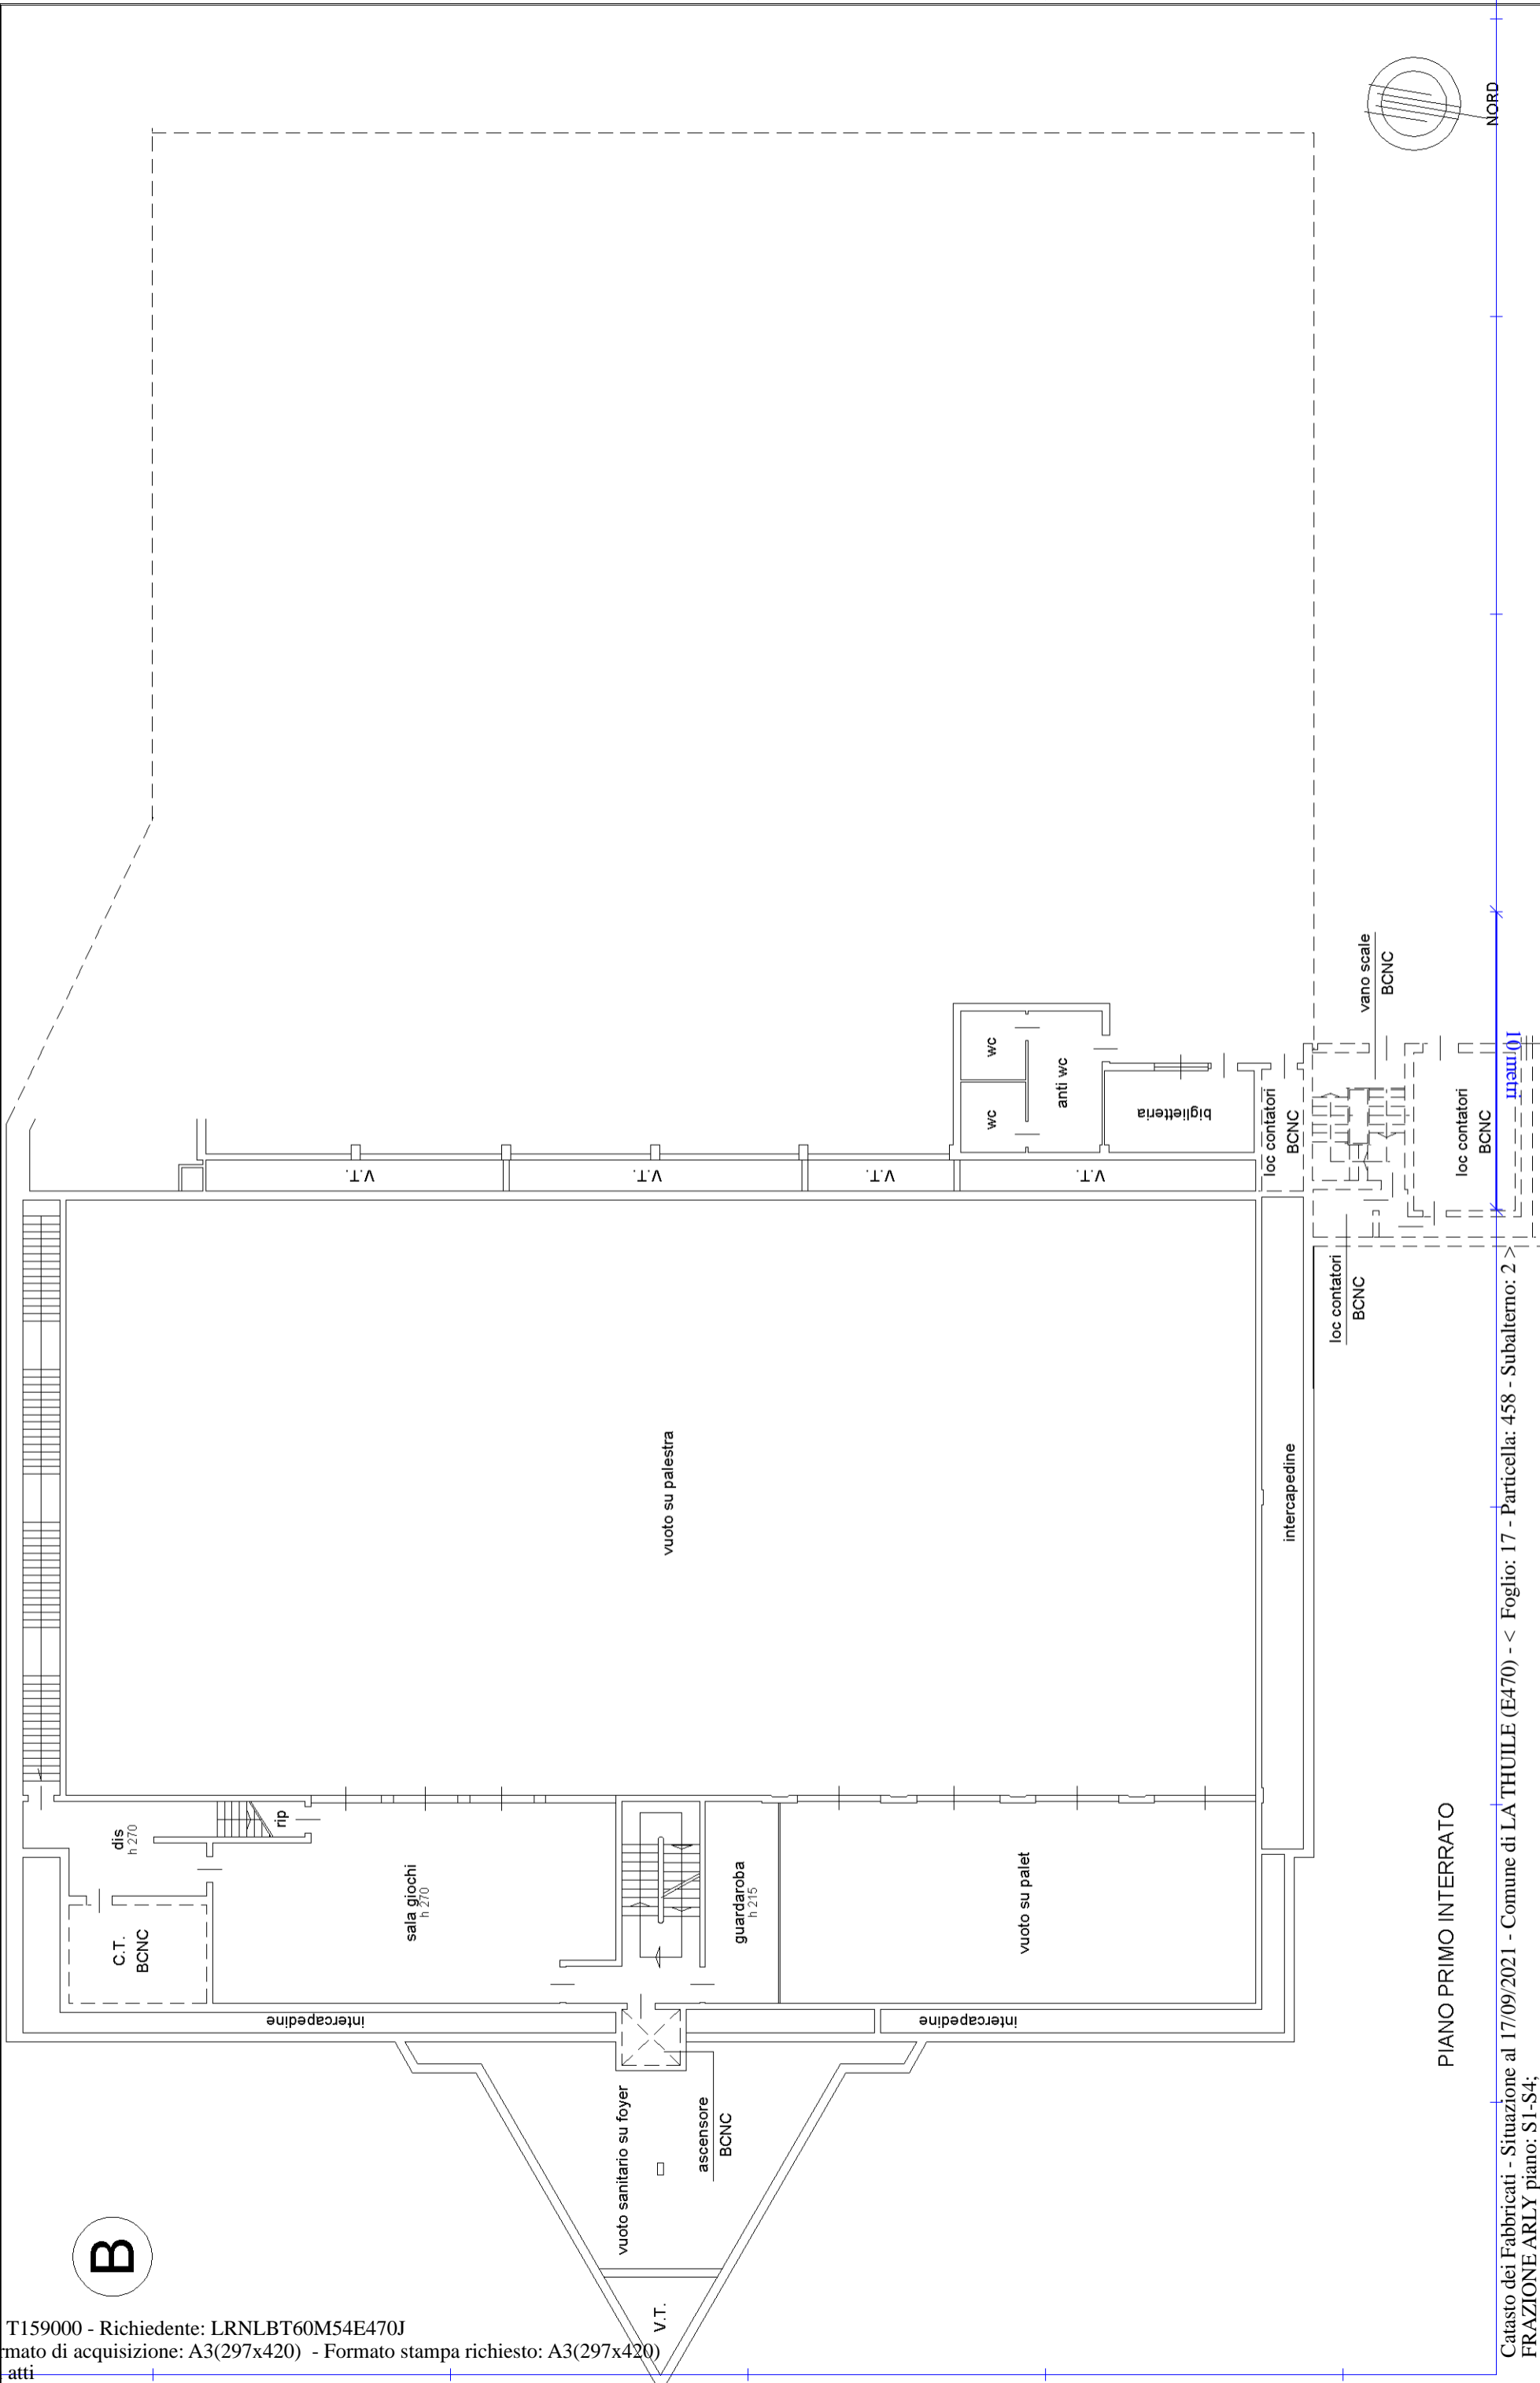 NORD
V.T.
V.T.
V.T.
V.T.
wc
wc
anti wc
biglietteria
loc contatori
BCNC
vano scale
BCNC
loc contatori
BCNC
10 metri
loc contatori
BCNC
vuoto su palestra
intercapedine
dis
h 270
rip
C.T.
BCNC
sala giochi
h 270
guardaroba
h 215
vuoto su palet
intercapedine
intercapedine
vuoto sanitario su foyer
ascensore
BCNC
V.T.
B
PIANO PRIMO INTERRATO
Catasto dei Fabbricati - Situazione al 17/09/2021 - Comune di LA THUILE (E470) - < Foglio: 17 - Particella: 458 - Subalterno: 2 >
FRAZIONE ARLY piano: S1-S4;
T159000 - Richiedente: LRNLBT60M54E470J
rmato di acquisizione: A3(297x420) - Formato stampa richiesto: A3(297x420)
atti